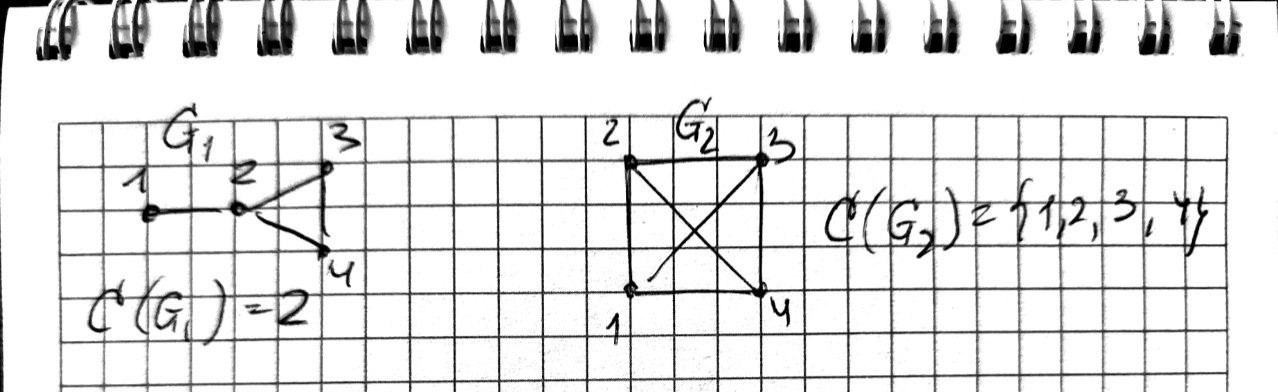 G₁
3
1 2
4
C(G₁) = 2
2 G₂ 3
1 4
C(G₂) = {1,2,3,4}